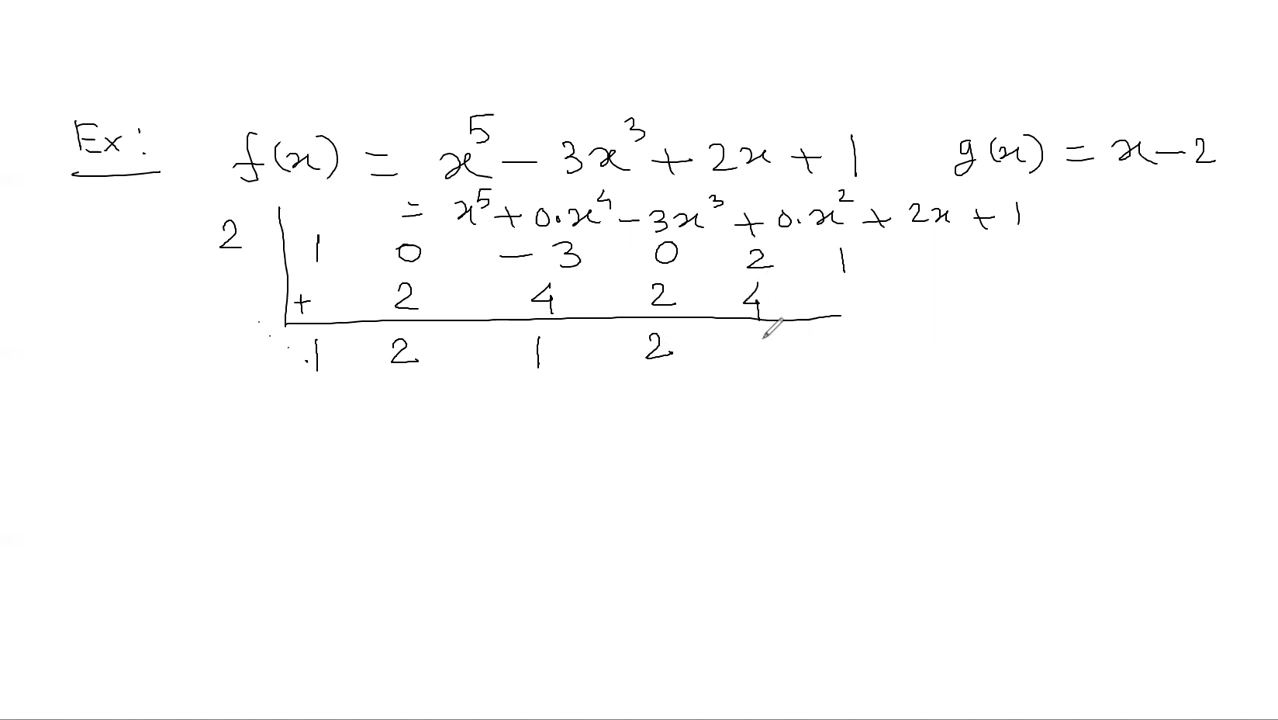 Ex: f(x) = x⁵ − 3x³ + 2x + 1 g(x) = x − 2
= x⁵ + 0·x⁴ − 3x³ + 0·x² + 2x + 1
2 | 1 0 −3 0 2 1
+ 2 4 2 4
1 2 1 2